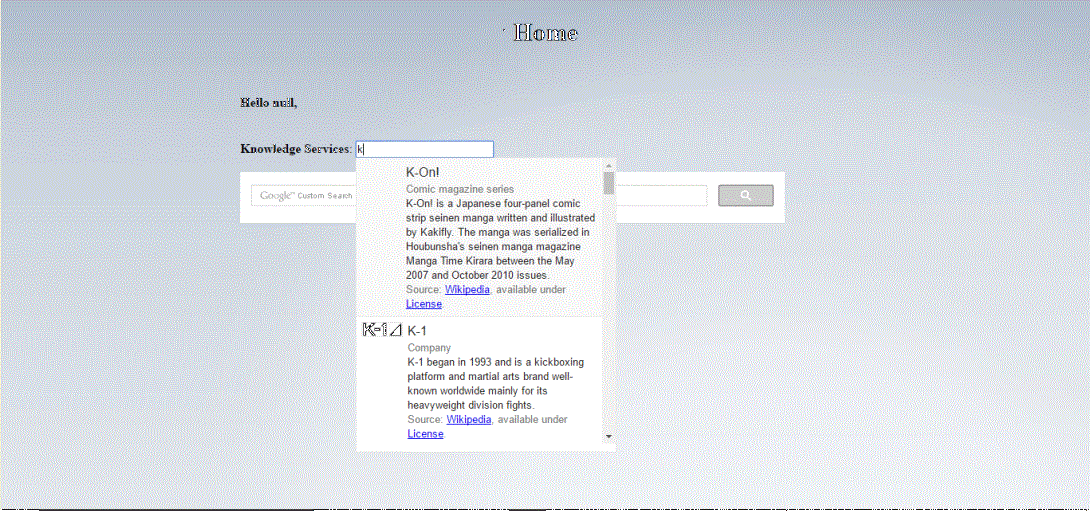 Home
Hello null,
Knowledge Services: k
Google™ Custom Search
K-On!
Comic magazine series
K-On! is a Japanese four-panel comic
strip seinen manga written and illustrated
by Kakifly. The manga was serialized in
Houbunsha's seinen manga magazine
Manga Time Kirara between the May
2007 and October 2010 issues.
Source: Wikipedia, available under
License
K-1
K-1
Company
K-1 began in 1993 and is a kickboxing
platform and martial arts brand well-
known worldwide mainly for its
heavyweight division fights.
Source: Wikipedia, available under
License